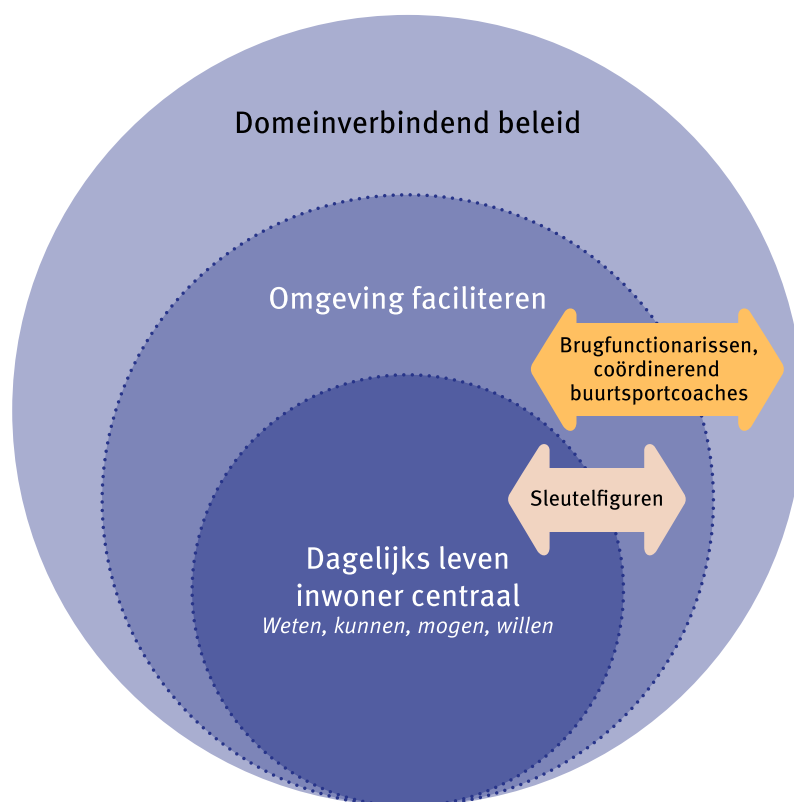 Domeinverbindend beleid
Omgeving faciliteren
Brugfunctionarissen,
coördinerend
buurtsportcoaches
Sleutelfiguren
Dagelijks leven
inwoner centraal
Weten, kunnen, mogen, willen